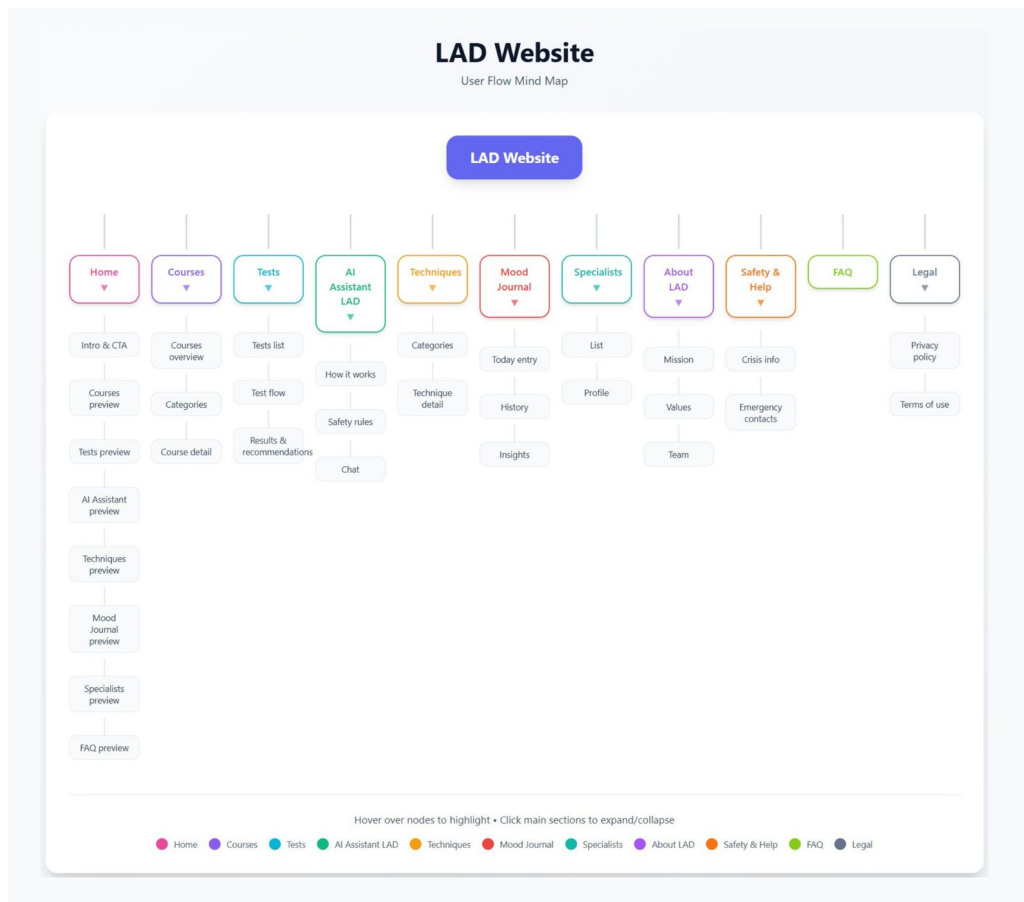 LAD Website
User Flow Mind Map
LAD Website
Home
▼
Courses
▼
Tests
▼
AI
Assistant
LAD
▼
Techniques
▼
Mood
Journal
▼
Specialists
▼
About
LAD
▼
Safety &
Help
▼
FAQ
Legal
▼
Intro & CTA
Courses
preview
Tests preview
AI Assistant
preview
Techniques
preview
Mood
Journal
preview
Specialists
preview
FAQ preview
Courses
overview
Categories
Course detail
Tests list
Test flow
Results &
recommendations
How it works
Safety rules
Chat
Categories
Technique
detail
Today entry
History
Insights
List
Profile
Mission
Values
Team
Crisis info
Emergency
contacts
Privacy
policy
Terms of use
Hover over nodes to highlight • Click main sections to expand/collapse
Home Courses Tests AI Assistant LAD Techniques Mood Journal Specialists About LAD Safety & Help FAQ Legal